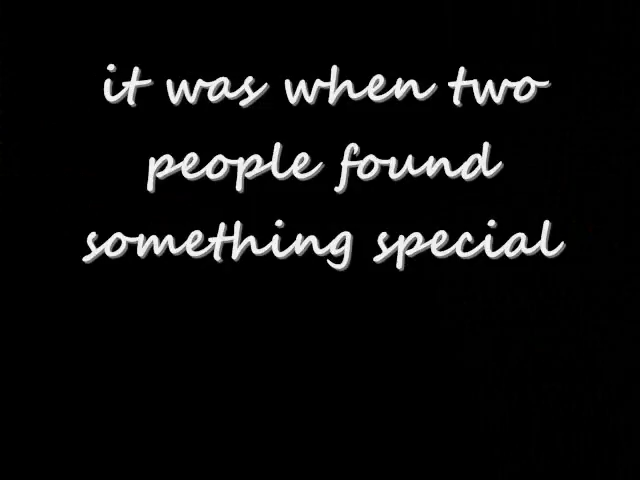 it was when two
people found
something special